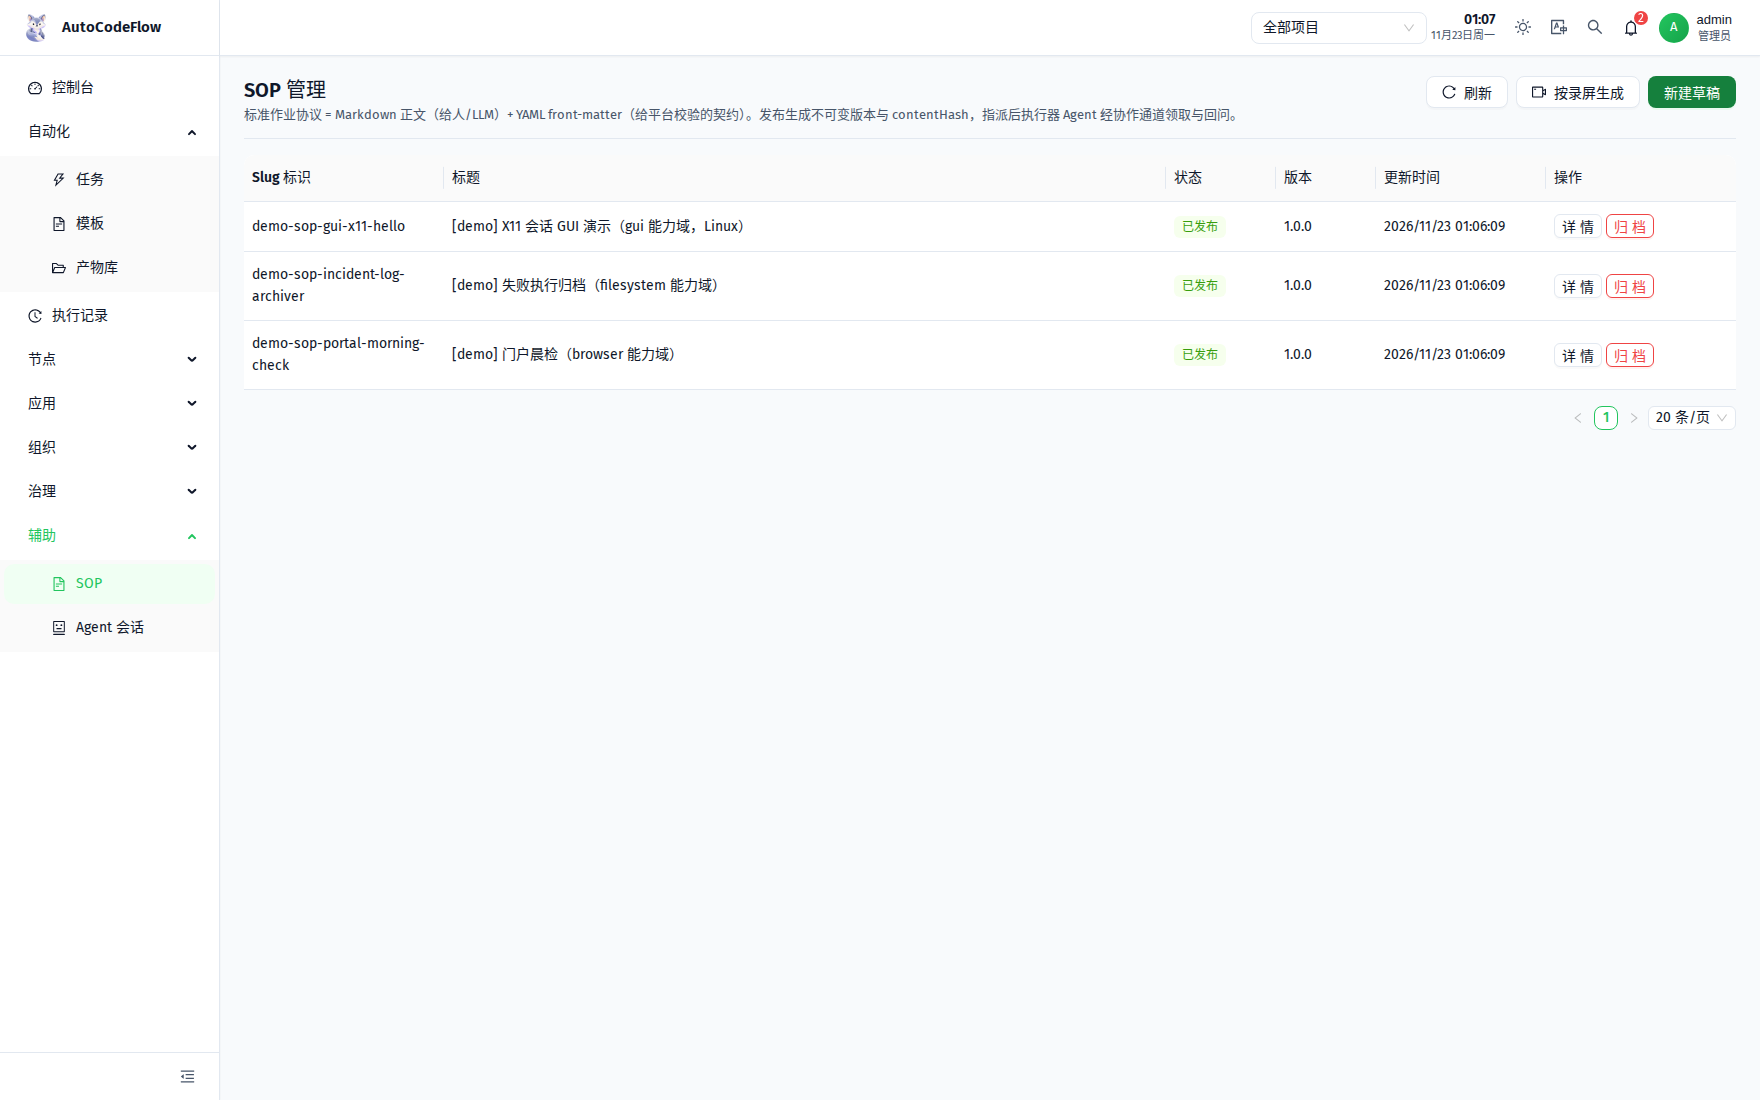 AutoCodeFlow
全部项目
01:07
11月23日周一
2
A
admin
管理员
控制台
自动化
任务
模板
产物库
执行记录
节点
应用
组织
治理
辅助
SOP
Agent 会话
SOP 管理
标准作业协议 = Markdown 正文（给人/LLM）+ YAML front-matter（给平台校验的契约）。发布生成不可变版本与 contentHash，指派后执行器 Agent 经协作通道领取与回问。
刷新
按录屏生成
新建草稿
Slug 标识 标题 状态 版本 更新时间 操作
demo-sop-gui-x11-hello [demo] X11 会话 GUI 演示（gui 能力域，Linux） 已发布 1.0.0 2026/11/23 01:06:09 详 情 归 档
demo-sop-incident-log-archiver [demo] 失败执行归档（filesystem 能力域） 已发布 1.0.0 2026/11/23 01:06:09 详 情 归 档
demo-sop-portal-morning-check [demo] 门户晨检（browser 能力域） 已发布 1.0.0 2026/11/23 01:06:09 详 情 归 档
1 20 条/页